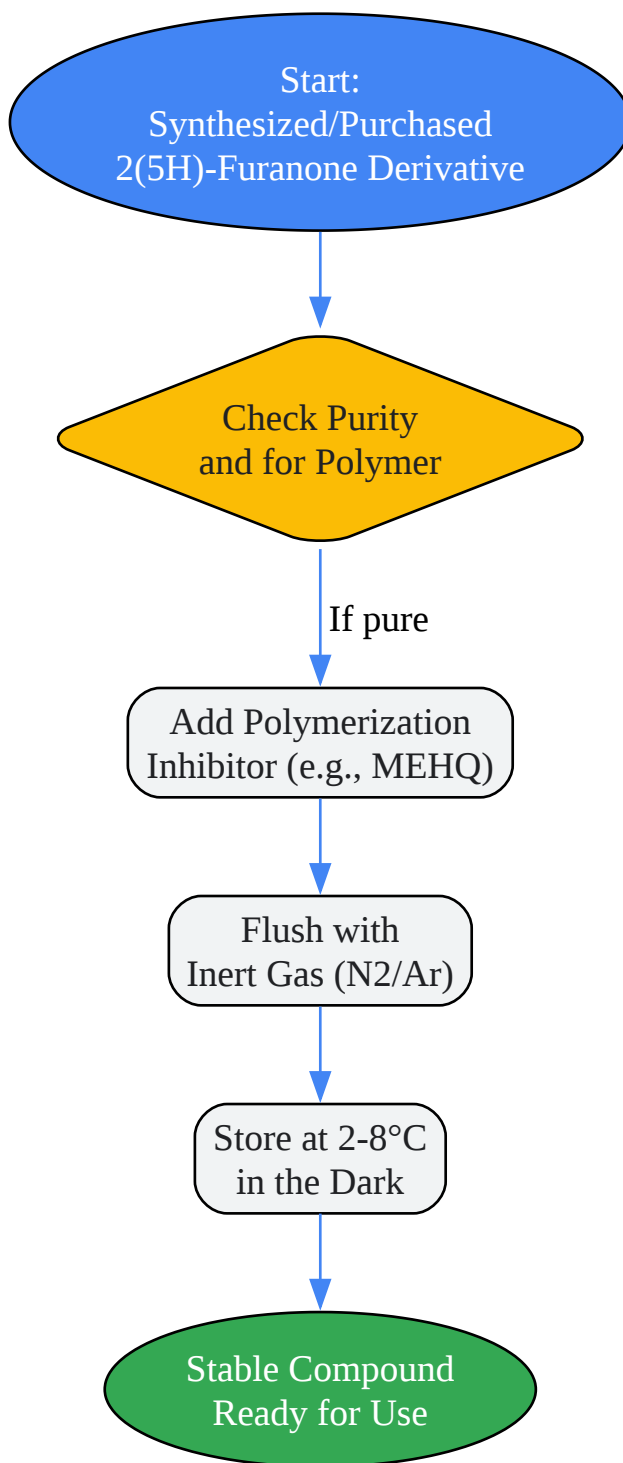 Start:
Synthesized/Purchased
2(5H)-Furanone Derivative
Check Purity
and for Polymer
If pure
Add Polymerization
Inhibitor (e.g., MEHQ)
Flush with
Inert Gas (N2/Ar)
Store at 2-8°C
in the Dark
Stable Compound
Ready for Use